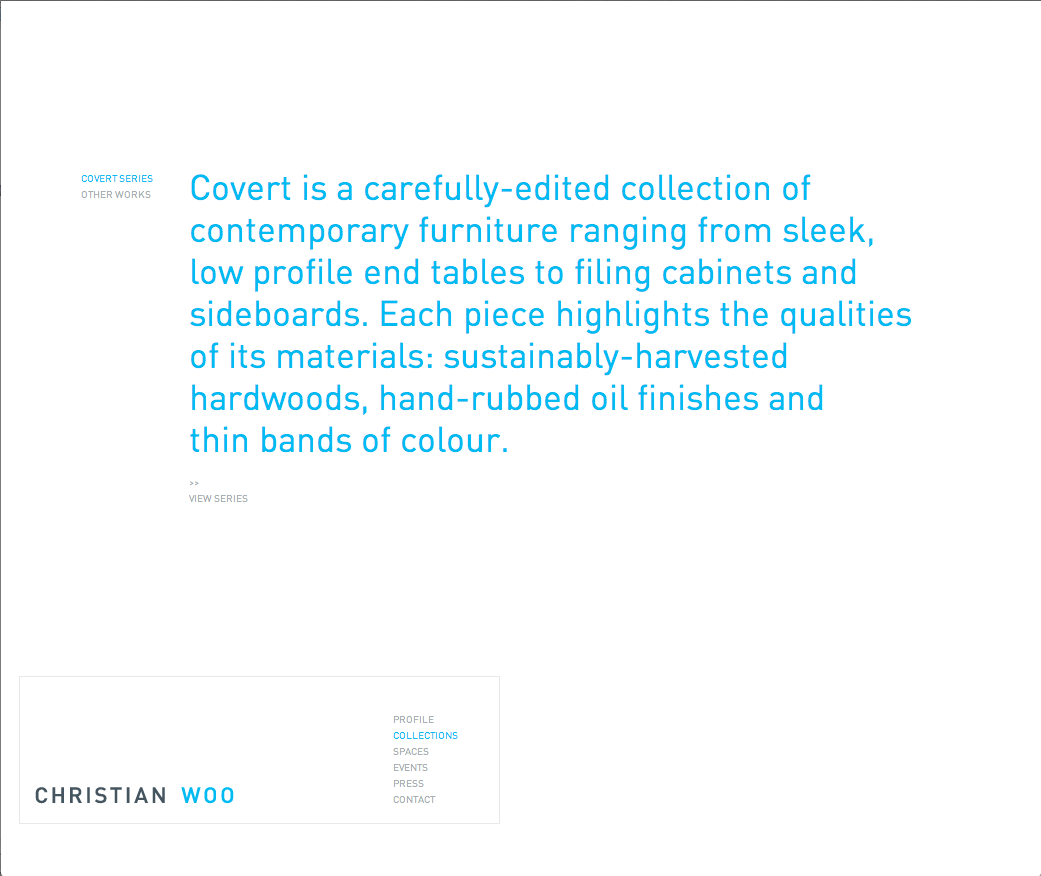 COVERT SERIES
OTHER WORKS
Covert is a carefully-edited collection of
contemporary furniture ranging from sleek,
low profile end tables to filing cabinets and
sideboards. Each piece highlights the qualities
of its materials: sustainably-harvested
hardwoods, hand-rubbed oil finishes and
thin bands of colour.
>>
VIEW SERIES
CHRISTIAN WOO
PROFILE
COLLECTIONS
SPACES
EVENTS
PRESS
CONTACT